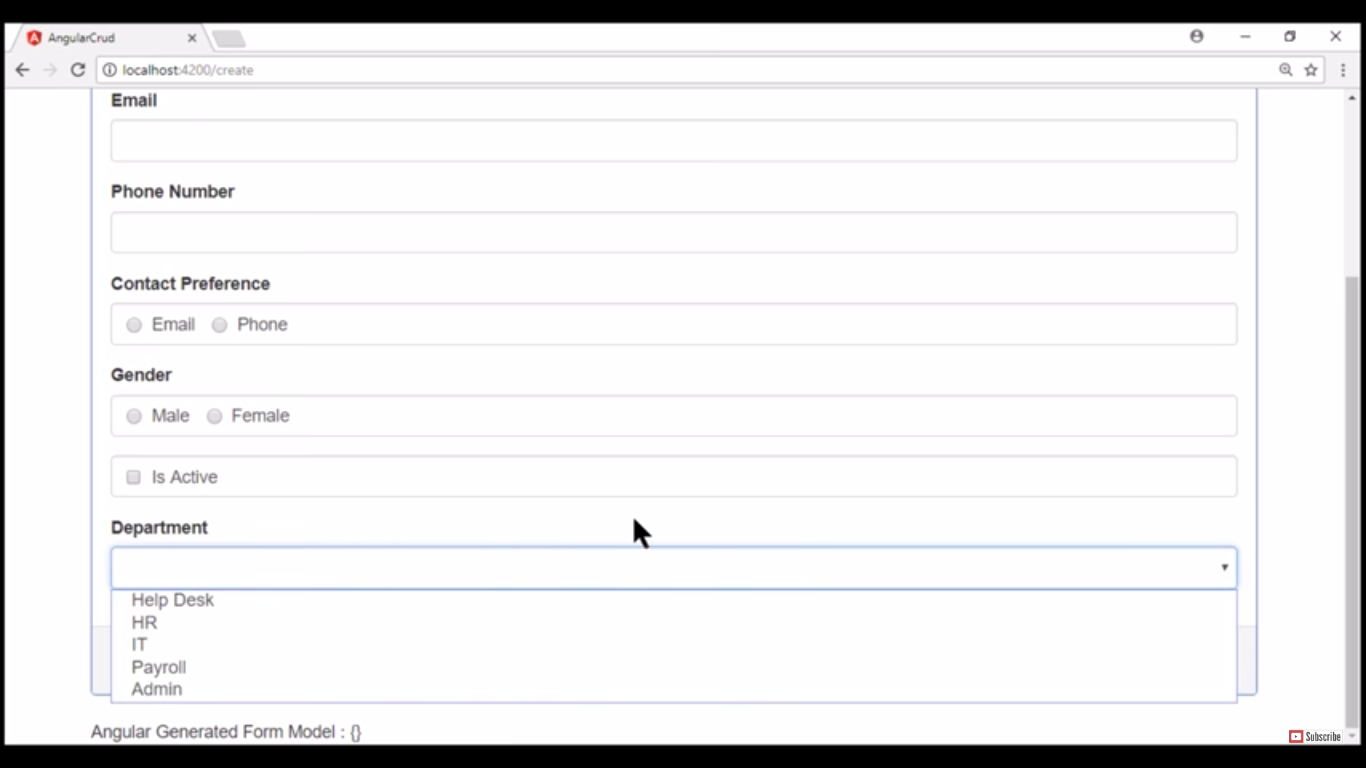 AngularCrud
localhost:4200/create
Email
Phone Number
Contact Preference
Email Phone
Gender
Male Female
Is Active
Department
Help Desk
HR
IT
Payroll
Admin
Angular Generated Form Model : {}
Subscribe